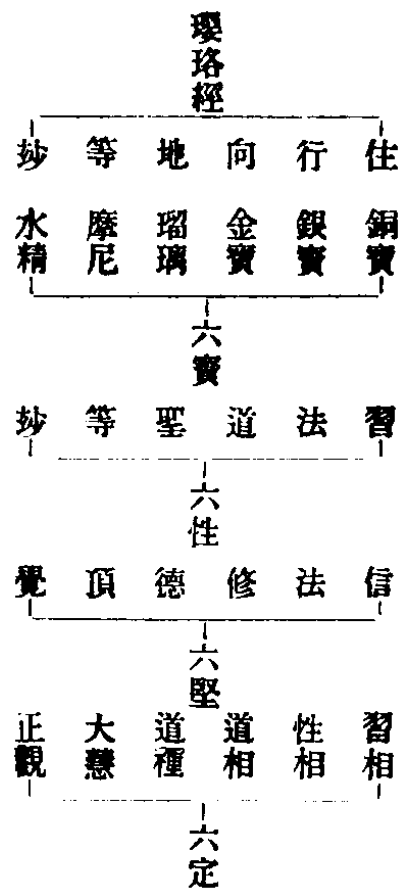 瓔珞經
住
行
向
地
等
玅
銅寶
銀寶
金寶
瑠璃
摩尼
水精
六寶
習
法
道
聖
等
玅
六性
信
法
修
德
頂
覺
六堅
習相
性相
道相
道種
大慧
正觀
六定